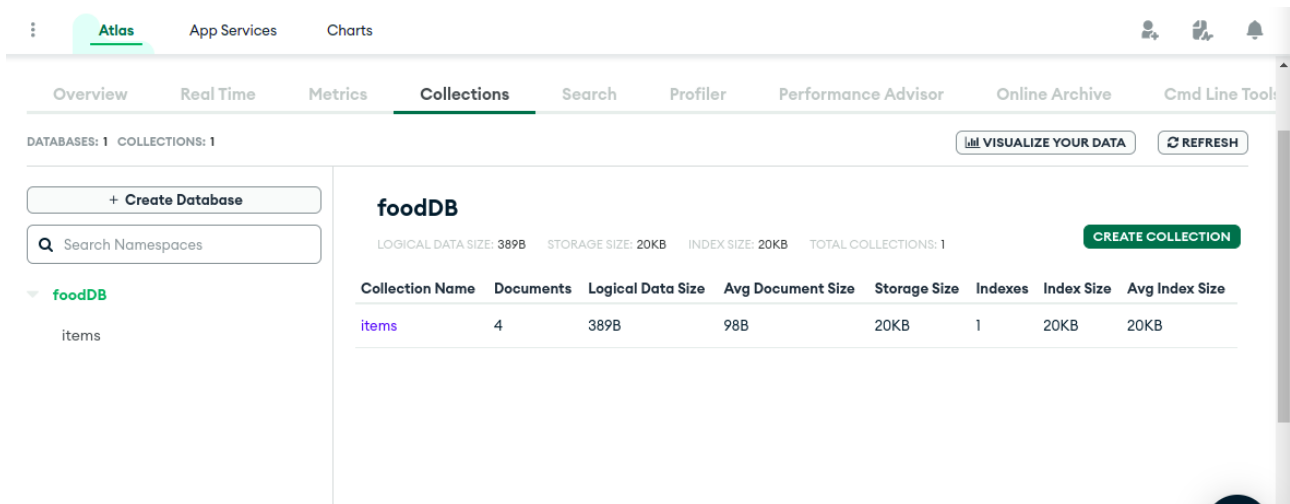 Atlas App Services Charts
Overview Real Time Metrics Collections Search Profiler Performance Advisor Online Archive Cmd Line Tools
DATABASES: 1 COLLECTIONS: 1
VISUALIZE YOUR DATA
REFRESH
+ Create Database
Search Namespaces
foodDB
items
foodDB
LOGICAL DATA SIZE: 389B STORAGE SIZE: 20KB INDEX SIZE: 20KB TOTAL COLLECTIONS: 1
CREATE COLLECTION
Collection Name Documents Logical Data Size Avg Document Size Storage Size Indexes Index Size Avg Index Size
items 4 389B 98B 20KB 1 20KB 20KB